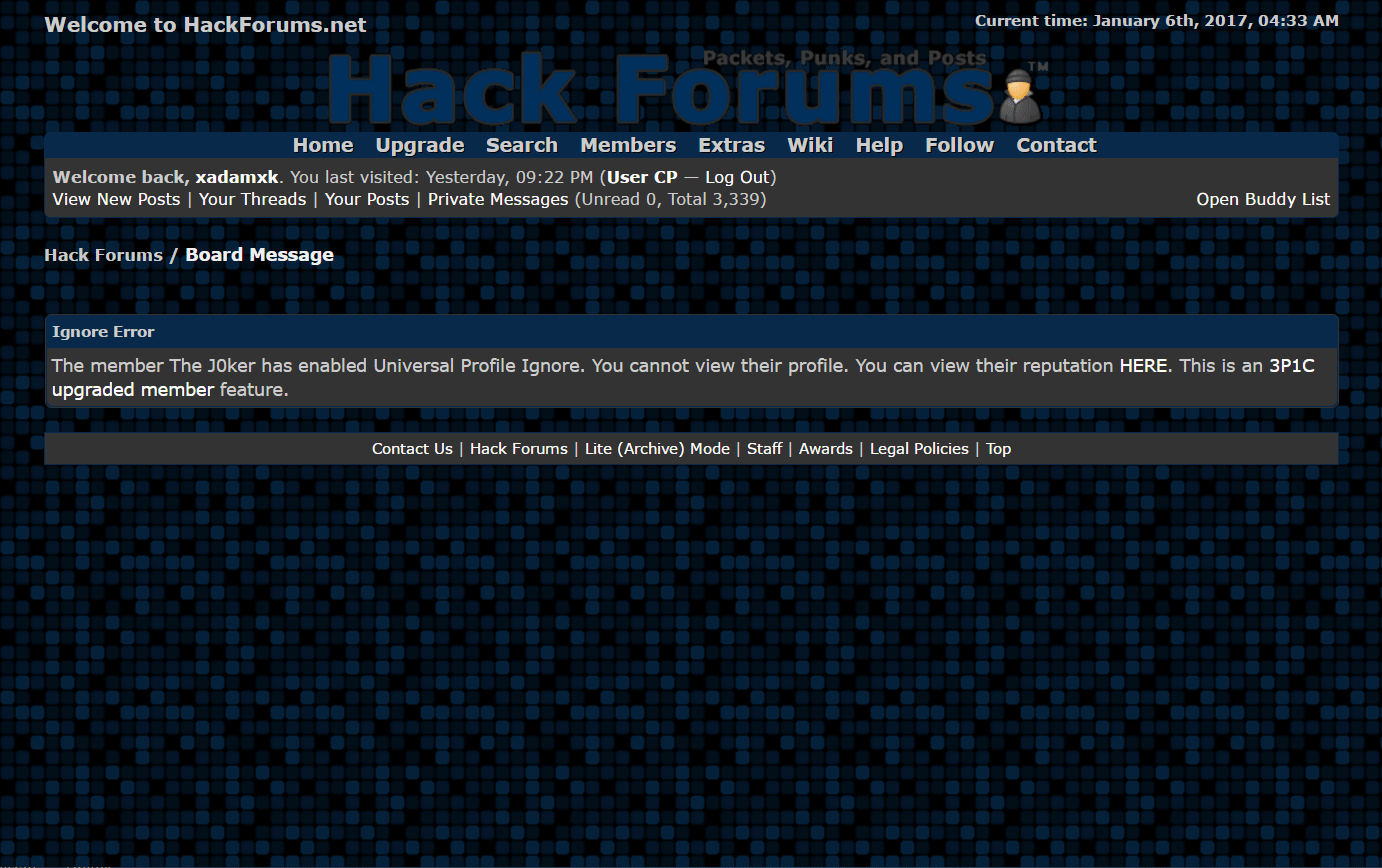 Welcome to HackForums.net
Current time: January 6th, 2017, 04:33 AM
Packets, Punks, and Posts
Hack Forums™
Home Upgrade Search Members Extras Wiki Help Follow Contact
Welcome back, xadamxk. You last visited: Yesterday, 09:22 PM (User CP — Log Out)
View New Posts | Your Threads | Your Posts | Private Messages (Unread 0, Total 3,339)
Open Buddy List
Hack Forums / Board Message
Ignore Error
The member The J0ker has enabled Universal Profile Ignore. You cannot view their profile. You can view their reputation HERE. This is an 3P1C
upgraded member feature.
Contact Us | Hack Forums | Lite (Archive) Mode | Staff | Awards | Legal Policies | Top